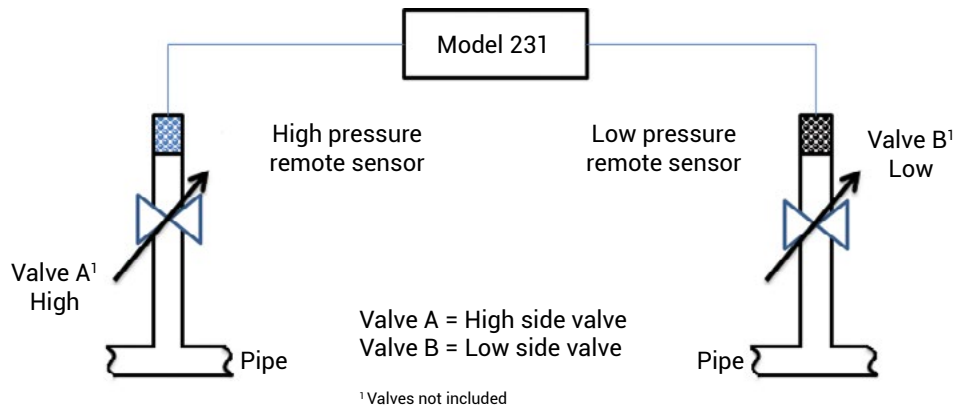 Model 231
High pressure
remote sensor
Low pressure
remote sensor
Valve B¹
Low
Valve A¹
High
Valve A = High side valve
Valve B = Low side valve
Pipe
Pipe
¹ Valves not included